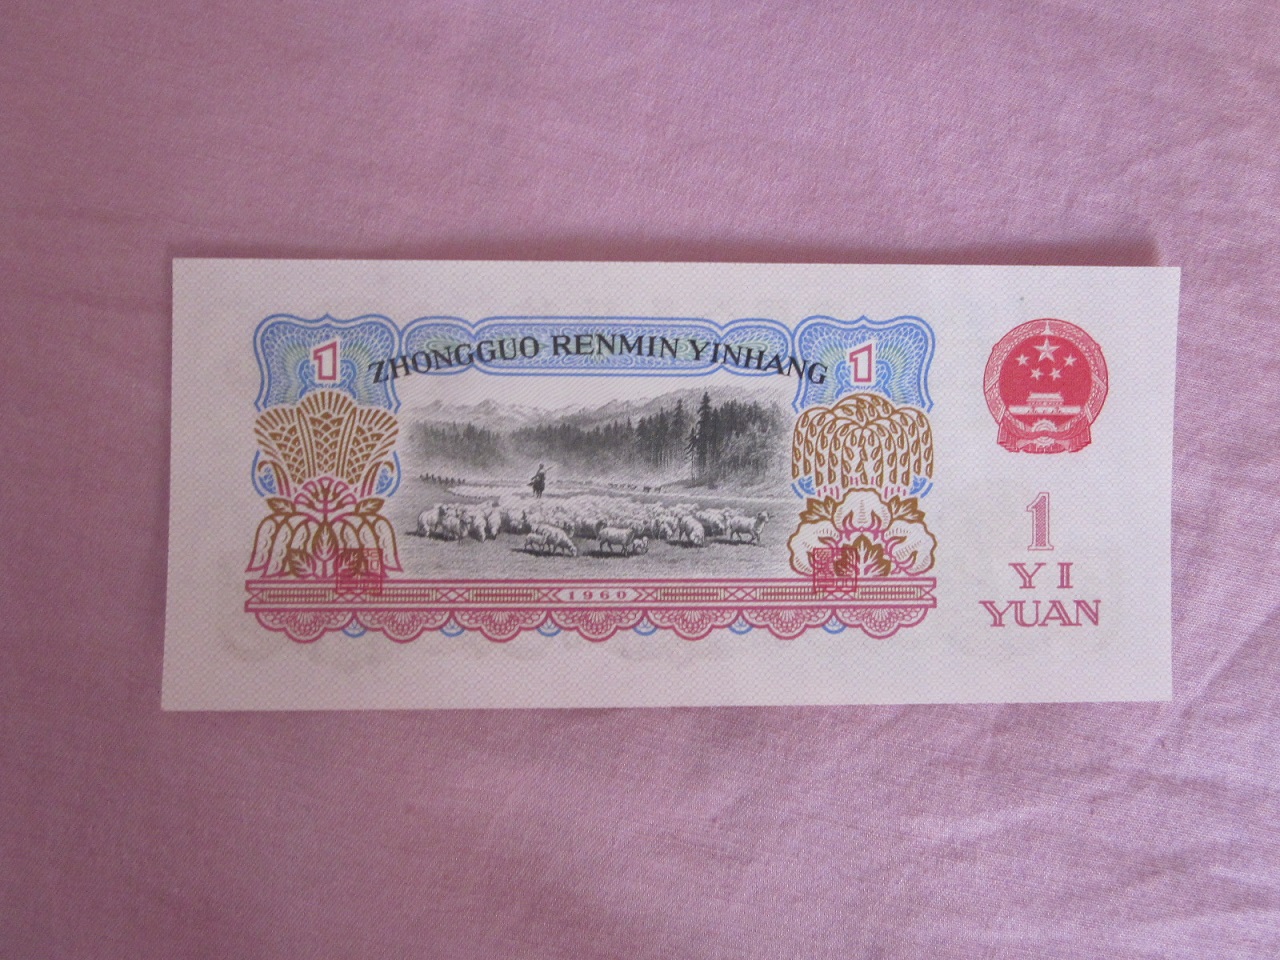 1 ZHONGGUO RENMIN YINHANG 1
1960
1
YI
YUAN